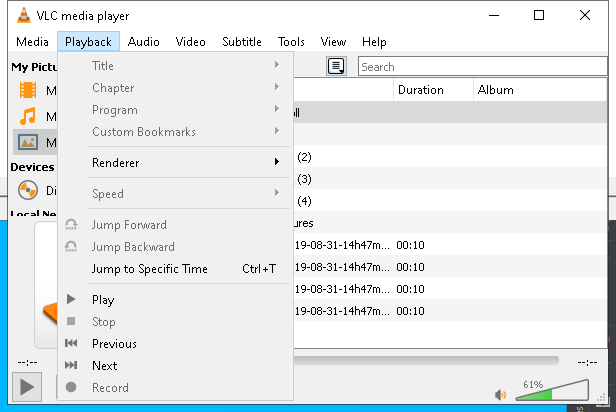 VLC media player
Media Playback Audio Video Subtitle Tools View Help
My Pictu
Title
Search
Chapter
Duration Album
Program
Custom Bookmarks
Renderer
(2)
Devices
(3)
Di
Speed
(4)
Local Ne
Jump Forward
ures
Jump Backward
19-08-31-14h47m... 00:10
Jump to Specific Time Ctrl+T
19-08-31-14h47m... 00:10
Play
19-08-31-14h47m... 00:10
Stop
19-08-31-14h47m... 00:10
Previous
--:-- Next --:--
Record
61%